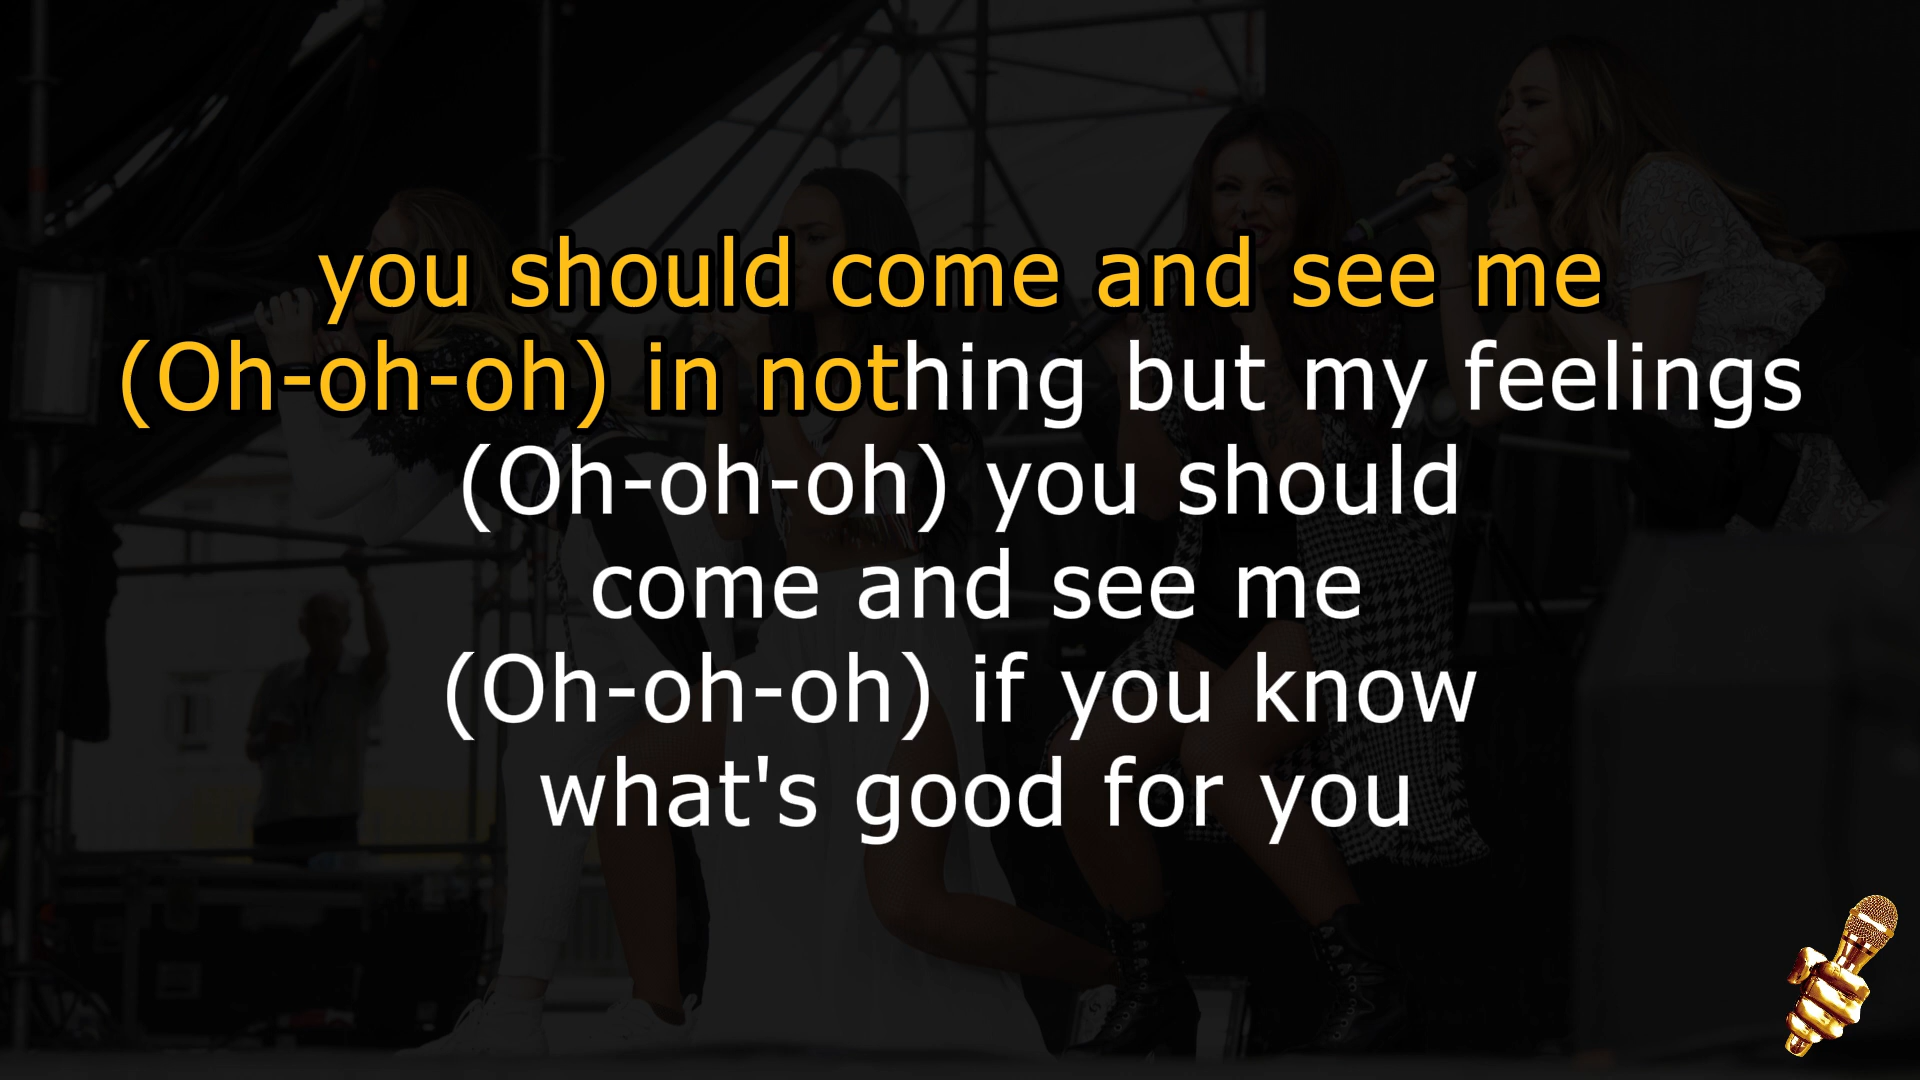 you should come and see me
(Oh-oh-oh) in nothing but my feelings
(Oh-oh-oh) you should
come and see me
(Oh-oh-oh) if you know
what's good for you